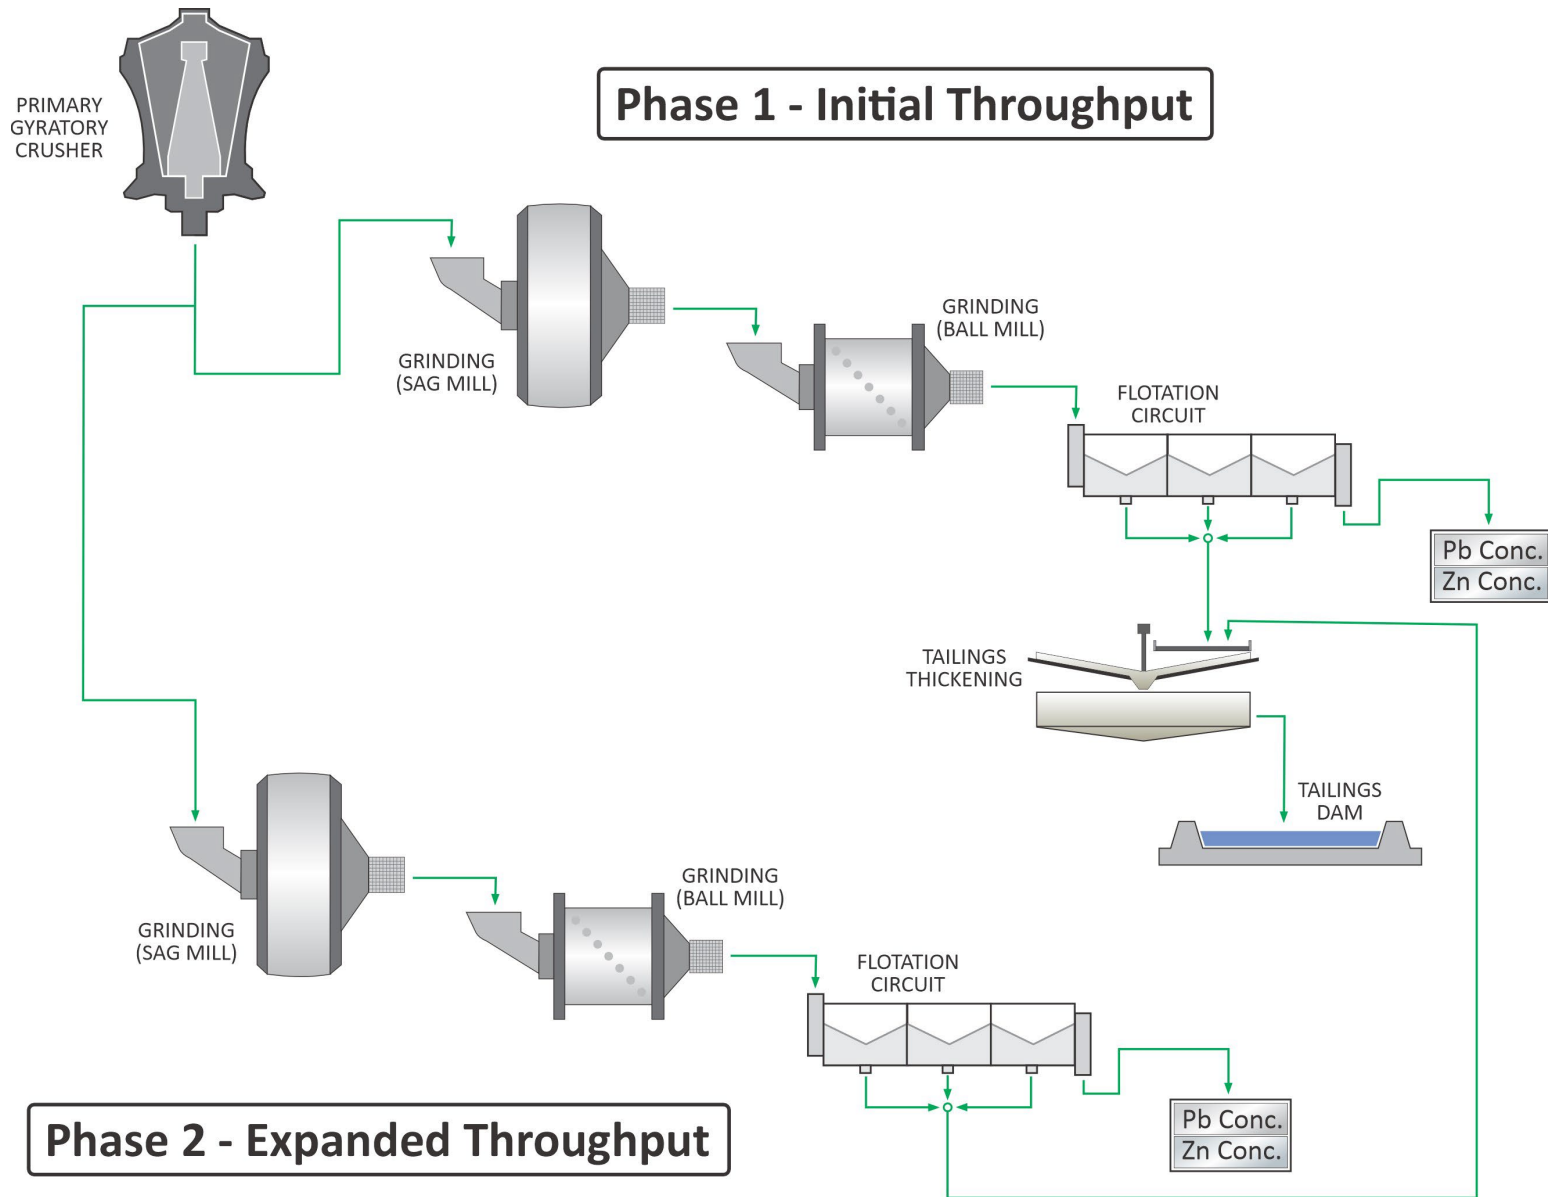 PRIMARY
GYRATORY
CRUSHER
Phase 1 - Initial Throughput
GRINDING
(SAG MILL)
GRINDING
(BALL MILL)
FLOTATION
CIRCUIT
Pb Conc.
Zn Conc.
TAILINGS
THICKENING
TAILINGS
DAM
GRINDING
(SAG MILL)
GRINDING
(BALL MILL)
FLOTATION
CIRCUIT
Pb Conc.
Zn Conc.
Phase 2 - Expanded Throughput